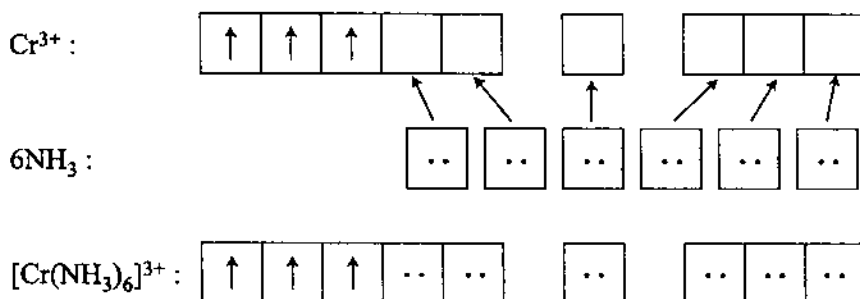 Cr³⁺ :
6NH₃ :
[Cr(NH₃)₆]³⁺ :